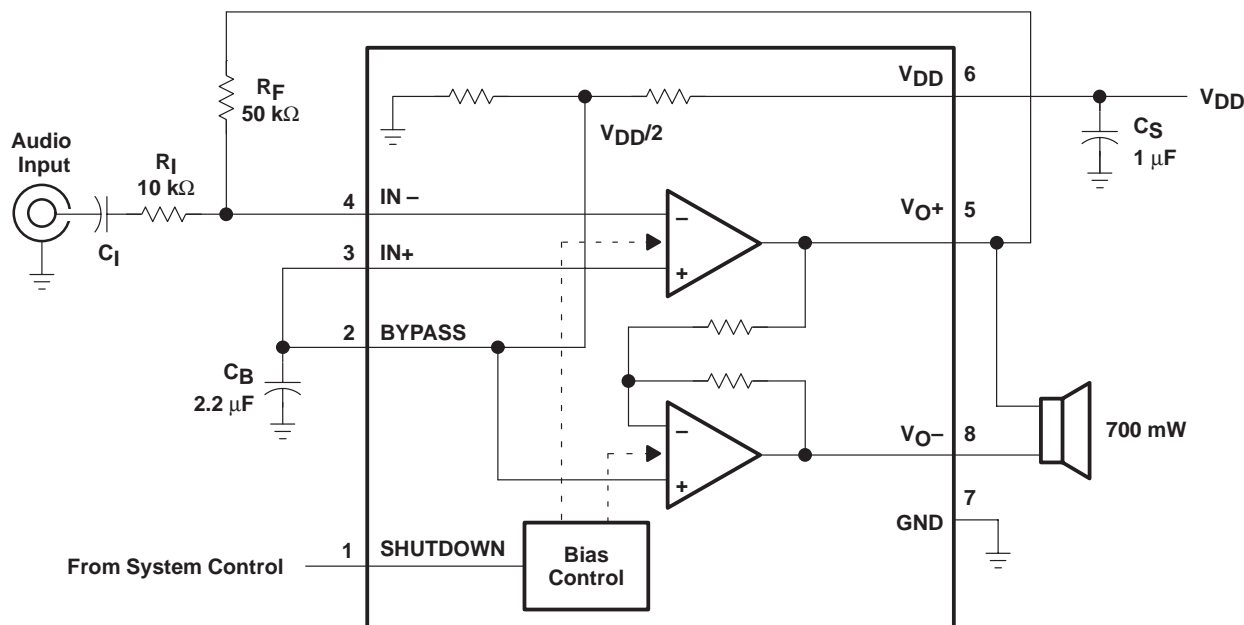 V_DD 6
R_F
50 kΩ
V_DD
V_DD/2
C_S
1 µF
Audio
Input
R_I
10 kΩ
C_I
4 IN –
–
V_O+ 5
3 IN+
+
2 BYPASS
C_B
2.2 µF
–
V_O– 8
700 mW
+
7
GND
1 SHUTDOWN
From System Control
Bias
Control